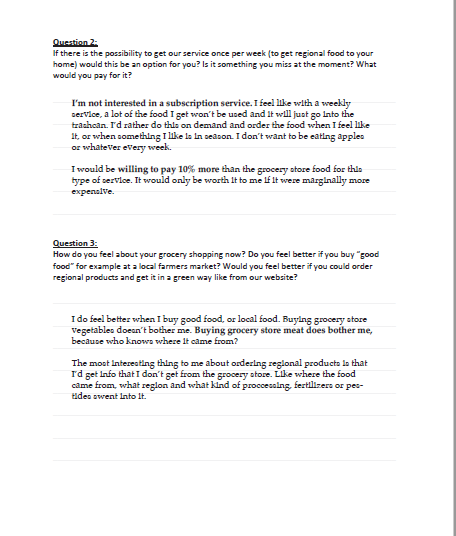 Question 2:
If there is the possibility to get our service once per week (to get regional food to your
home) would this be an option for you? Is it something you miss at the moment? What
would you pay for it?
I'm not interested in a subscription service. I feel like with a weekly
service, a lot of the food I get won't be used and it will just go into the
trashcan. I'd rather do this on demand and order the food when I feel like
it, or when something I like is in season. I don't want to be eating apples
or whatever every week.
I would be willing to pay 10% more than the grocery store food for this
type of service. It would only be worth it to me if it were marginally more
expensive.
Question 3:
How do you feel about your grocery shopping now? Do you feel better if you buy "good
food" for example at a local farmers market? Would you feel better if you could order
regional products and get it in a green way like from our website?
I do feel better when I buy good food, or local food. Buying grocery store
vegetables doesn't bother me. Buying grocery store meat does bother me,
because who knows where it came from?
The most interesting thing to me about ordering regional products is that
I'd get info that I don't get from the grocery store. Like where the food
came from, what region and what kind of proccessing, fertilizers or pes-
tides swent into it.